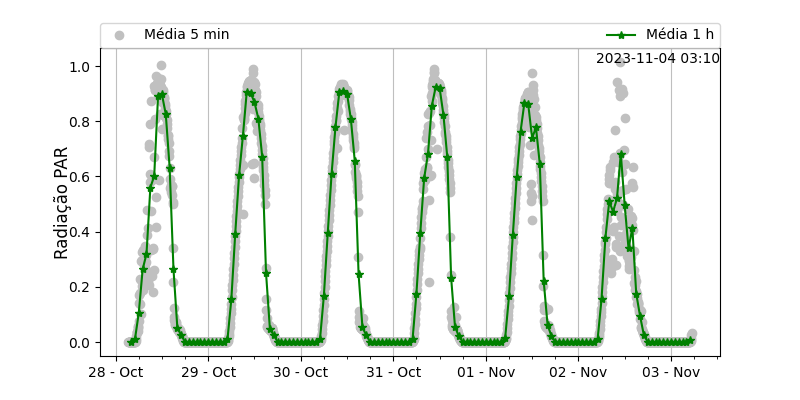 Média 5 min
Média 1 h
2023-11-04 03:10
Radiação PAR
1.0
0.8
0.6
0.4
0.2
0.0
28 - Oct
29 - Oct
30 - Oct
31 - Oct
01 - Nov
02 - Nov
03 - Nov